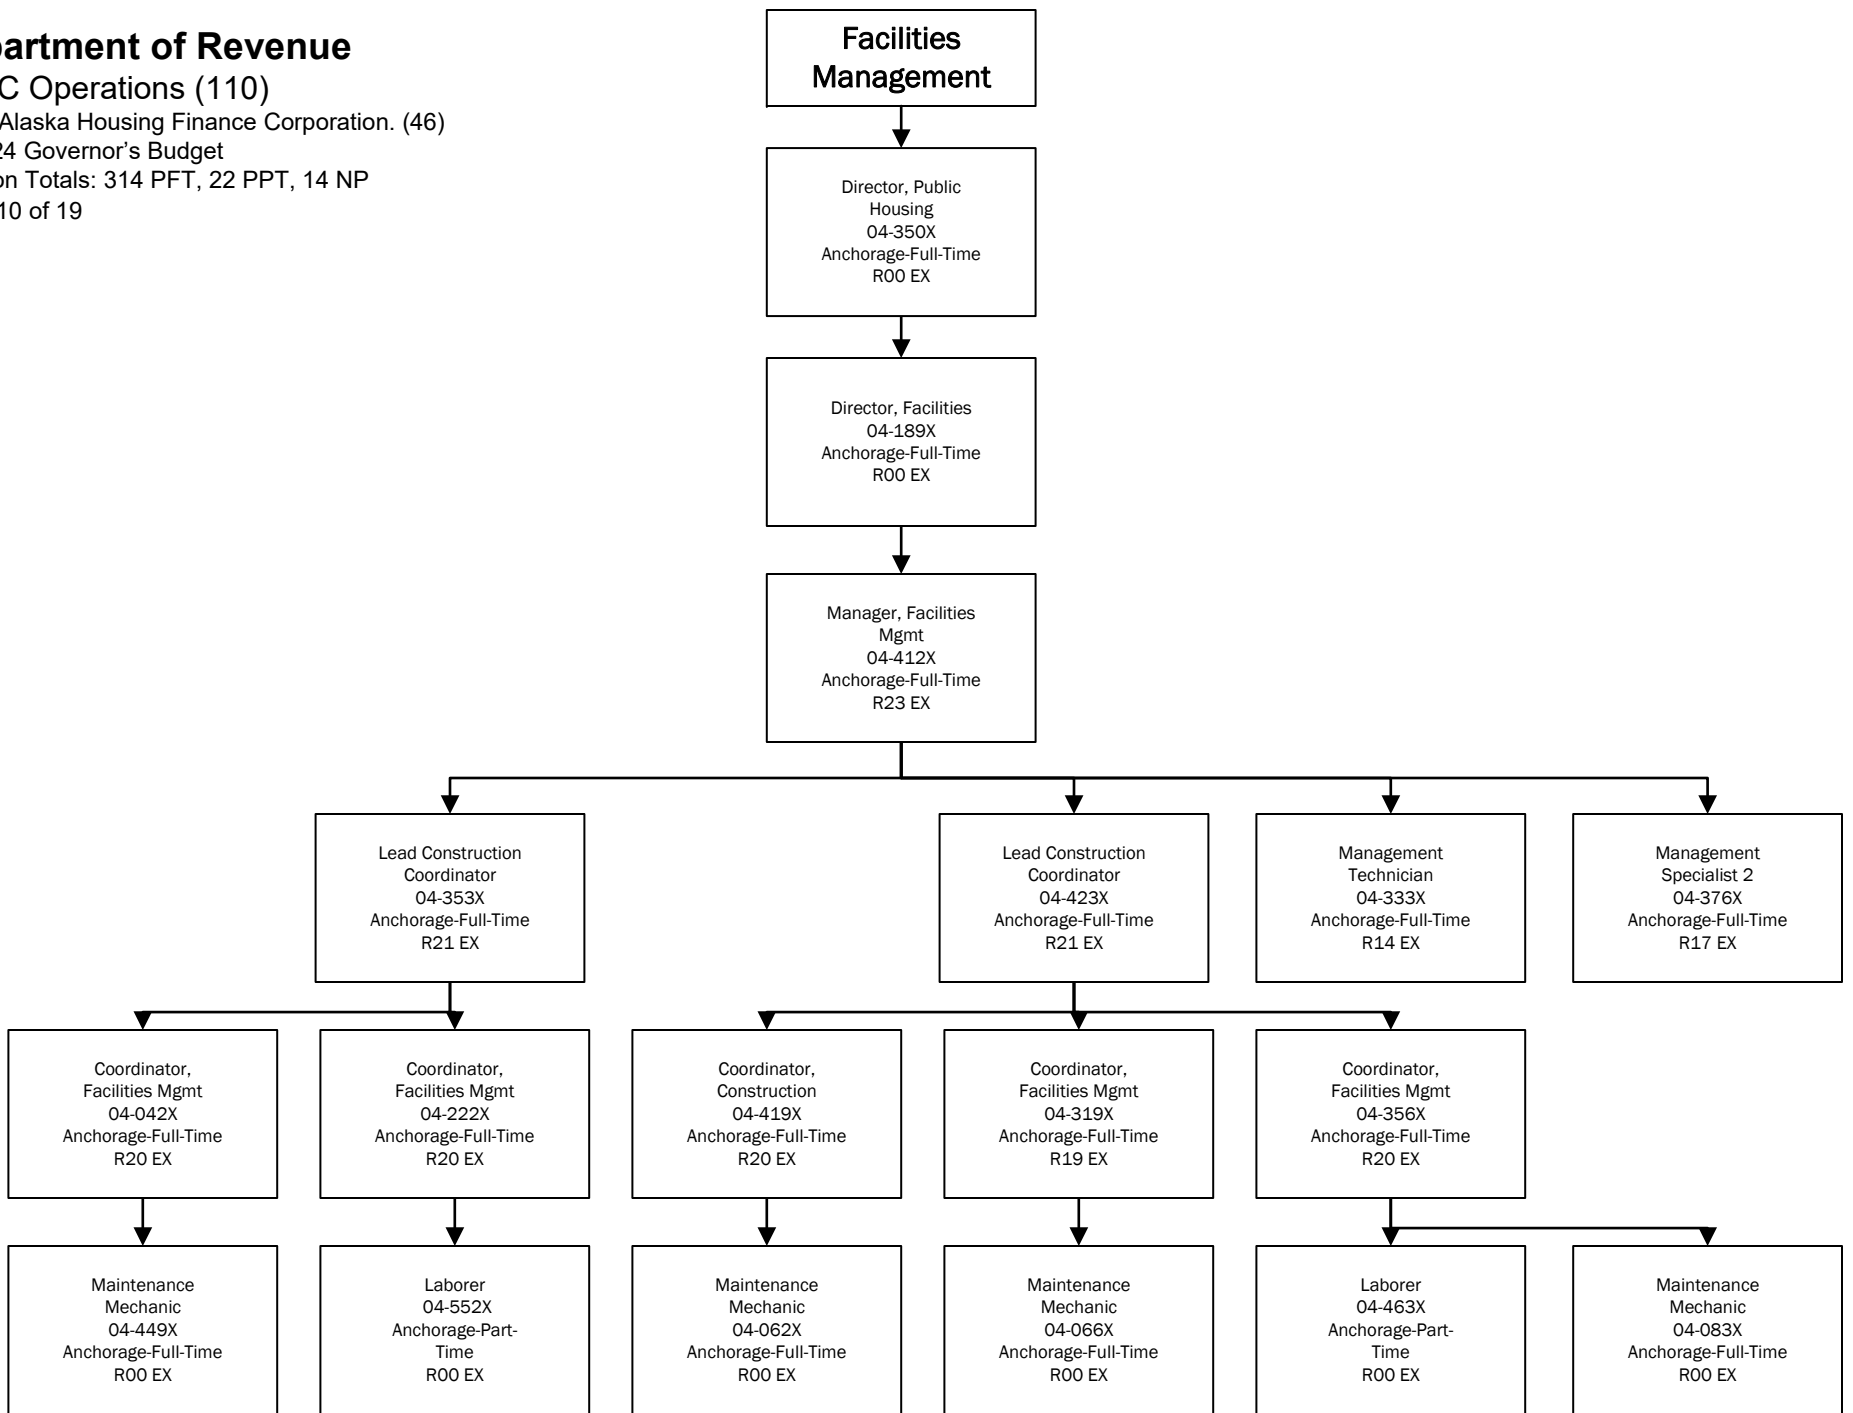 partment of Revenue
C Operations (110)
Alaska Housing Finance Corporation. (46)
24 Governor's Budget
on Totals: 314 PFT, 22 PPT, 14 NP
10 of 19
Facilities
Management
Director, Public
Housing
04-350X
Anchorage-Full-Time
R00 EX
Director, Facilities
04-189X
Anchorage-Full-Time
R00 EX
Manager, Facilities
Mgmt
04-412X
Anchorage-Full-Time
R23 EX
Lead Construction
Coordinator
04-353X
Anchorage-Full-Time
R21 EX
Lead Construction
Coordinator
04-423X
Anchorage-Full-Time
R21 EX
Management
Technician
04-333X
Anchorage-Full-Time
R14 EX
Management
Specialist 2
04-376X
Anchorage-Full-Time
R17 EX
Coordinator,
Facilities Mgmt
04-042X
Anchorage-Full-Time
R20 EX
Coordinator,
Facilities Mgmt
04-222X
Anchorage-Full-Time
R20 EX
Coordinator,
Construction
04-419X
Anchorage-Full-Time
R20 EX
Coordinator,
Facilities Mgmt
04-319X
Anchorage-Full-Time
R19 EX
Coordinator,
Facilities Mgmt
04-356X
Anchorage-Full-Time
R20 EX
Maintenance
Mechanic
04-449X
Anchorage-Full-Time
R00 EX
Laborer
04-552X
Anchorage-Part-
Time
R00 EX
Maintenance
Mechanic
04-062X
Anchorage-Full-Time
R00 EX
Maintenance
Mechanic
04-066X
Anchorage-Full-Time
R00 EX
Laborer
04-463X
Anchorage-Part-
Time
R00 EX
Maintenance
Mechanic
04-083X
Anchorage-Full-Time
R00 EX